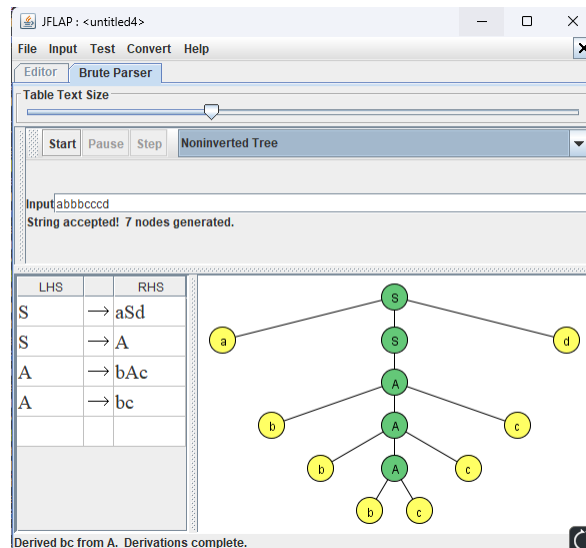 JFLAP : <untitled4>
File Input Test Convert Help
Editor Brute Parser
Table Text Size
Start Pause Step Noninverted Tree
Input abbbcccd
String accepted! 7 nodes generated.
LHS RHS
S → aSd
S → A
A → bAc
A → bc
S
a S d
A
b A c
b A c
b c
Derived bc from A. Derivations complete.